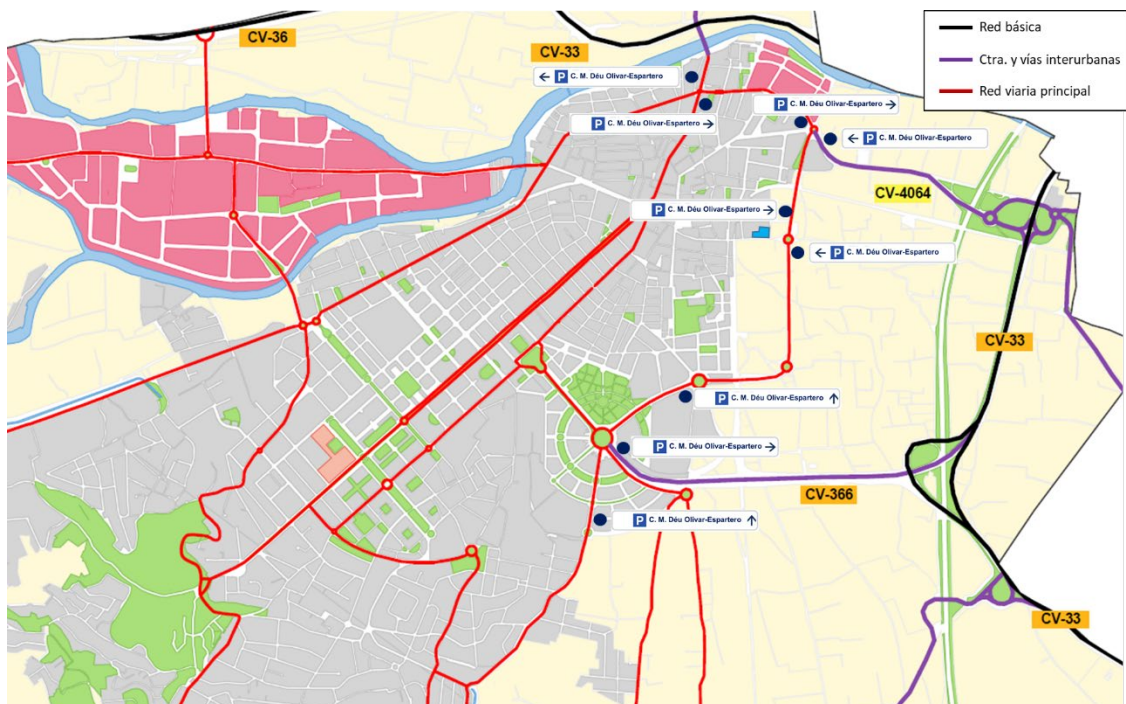 CV-36
CV-33
Red básica
Ctra. y vías interurbanas
Red viaria principal
← P C. M. Déu Olivar-Espartero
P C. M. Déu Olivar-Espartero →
P C. M. Déu Olivar-Espartero →
← P C. M. Déu Olivar-Espartero
CV-4064
P C. M. Déu Olivar-Espartero →
← P C. M. Déu Olivar-Espartero
CV-33
P C. M. Déu Olivar-Espartero ↑
P C. M. Déu Olivar-Espartero →
CV-366
P C. M. Déu Olivar-Espartero ↑
CV-33